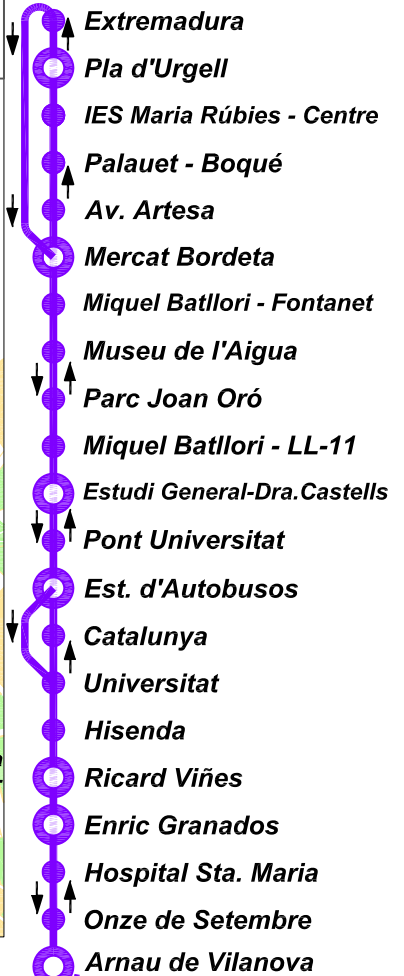 Extremadura
Pla d'Urgell
IES Maria Rúbies - Centre
Palauet - Boqué
Av. Artesa
Mercat Bordeta
Miquel Batllori - Fontanet
Museu de l'Aigua
Parc Joan Oró
Miquel Batllori - LL-11
Estudi General-Dra.Castells
Pont Universitat
Est. d'Autobusos
Catalunya
Universitat
Hisenda
Ricard Viñes
Enric Granados
Hospital Sta. Maria
Onze de Setembre
Arnau de Vilanova